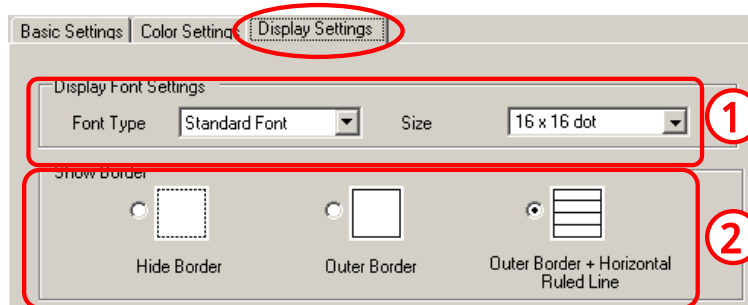 Basic Settings Color Settings Display Settings
Display Font Settings
Font Type Standard Font Size 16 x 16 dot
1
Show Border
2
Hide Border Outer Border Outer Border + Horizontal
Ruled Line